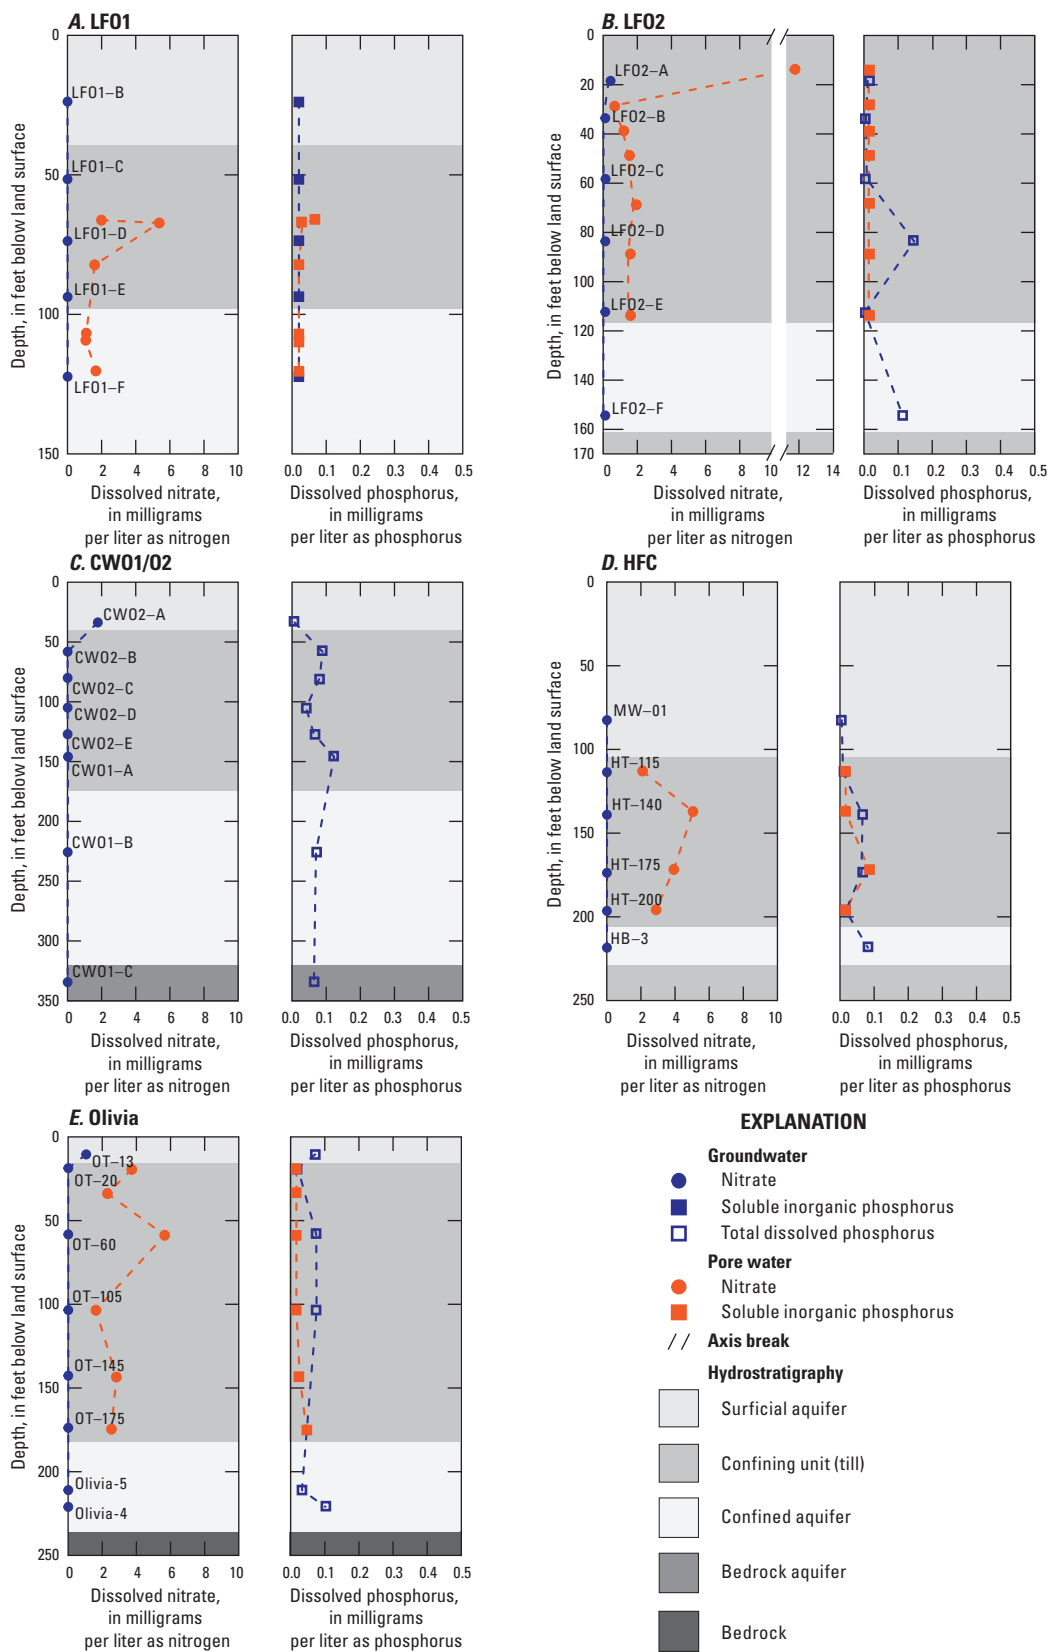 A. LFO1
0
50
100
150
Depth, in feet below land surface
LFO1–B
LFO1–C
LFO1–D
LFO1–E
LFO1–F
0 2 4 6 8 10
Dissolved nitrate,
in milligrams
per liter as nitrogen
0.0 0.1 0.2 0.3 0.4 0.5
Dissolved phosphorus,
in milligrams
per liter as phosphorus
B. LFO2
0
20
40
60
80
100
120
140
160
170
Depth, in feet below land surface
LFO2–A
LFO2–B
LFO2–C
LFO2–D
LFO2–E
LFO2–F
0 2 4 6 8 10 12 14
Dissolved nitrate,
in milligrams
per liter as nitrogen
0.0 0.1 0.2 0.3 0.4 0.5
Dissolved phosphorus,
in milligrams
per liter as phosphorus
C. CWO1/O2
0
50
100
150
200
250
300
350
Depth, in feet below land surface
CWO2–A
CWO2–B
CWO2–C
CWO2–D
CWO2–E
CWO1–A
CWO1–B
CWO1–C
0 2 4 6 8 10
Dissolved nitrate,
in milligrams
per liter as nitrogen
0.0 0.1 0.2 0.3 0.4 0.5
Dissolved phosphorus,
in milligrams
per liter as phosphorus
D. HFC
0
50
100
150
200
250
Depth, in feet below land surface
MW–01
HT–115
HT–140
HT–175
HT–200
HB–3
0 2 4 6 8 10
Dissolved nitrate,
in milligrams
per liter as nitrogen
0.0 0.1 0.2 0.3 0.4 0.5
Dissolved phosphorus,
in milligrams
per liter as phosphorus
E. Olivia
0
50
100
150
200
250
Depth, in feet below land surface
OT–13
OT–20
OT–60
OT–105
OT–145
OT–175
Olivia-5
Olivia-4
0 2 4 6 8 10
Dissolved nitrate,
in milligrams
per liter as nitrogen
0.0 0.1 0.2 0.3 0.4 0.5
Dissolved phosphorus,
in milligrams
per liter as phosphorus
EXPLANATION
Groundwater
Nitrate
Soluble inorganic phosphorus
Total dissolved phosphorus
Pore water
Nitrate
Soluble inorganic phosphorus
// Axis break
Hydrostratigraphy
Surficial aquifer
Confining unit (till)
Confined aquifer
Bedrock aquifer
Bedrock